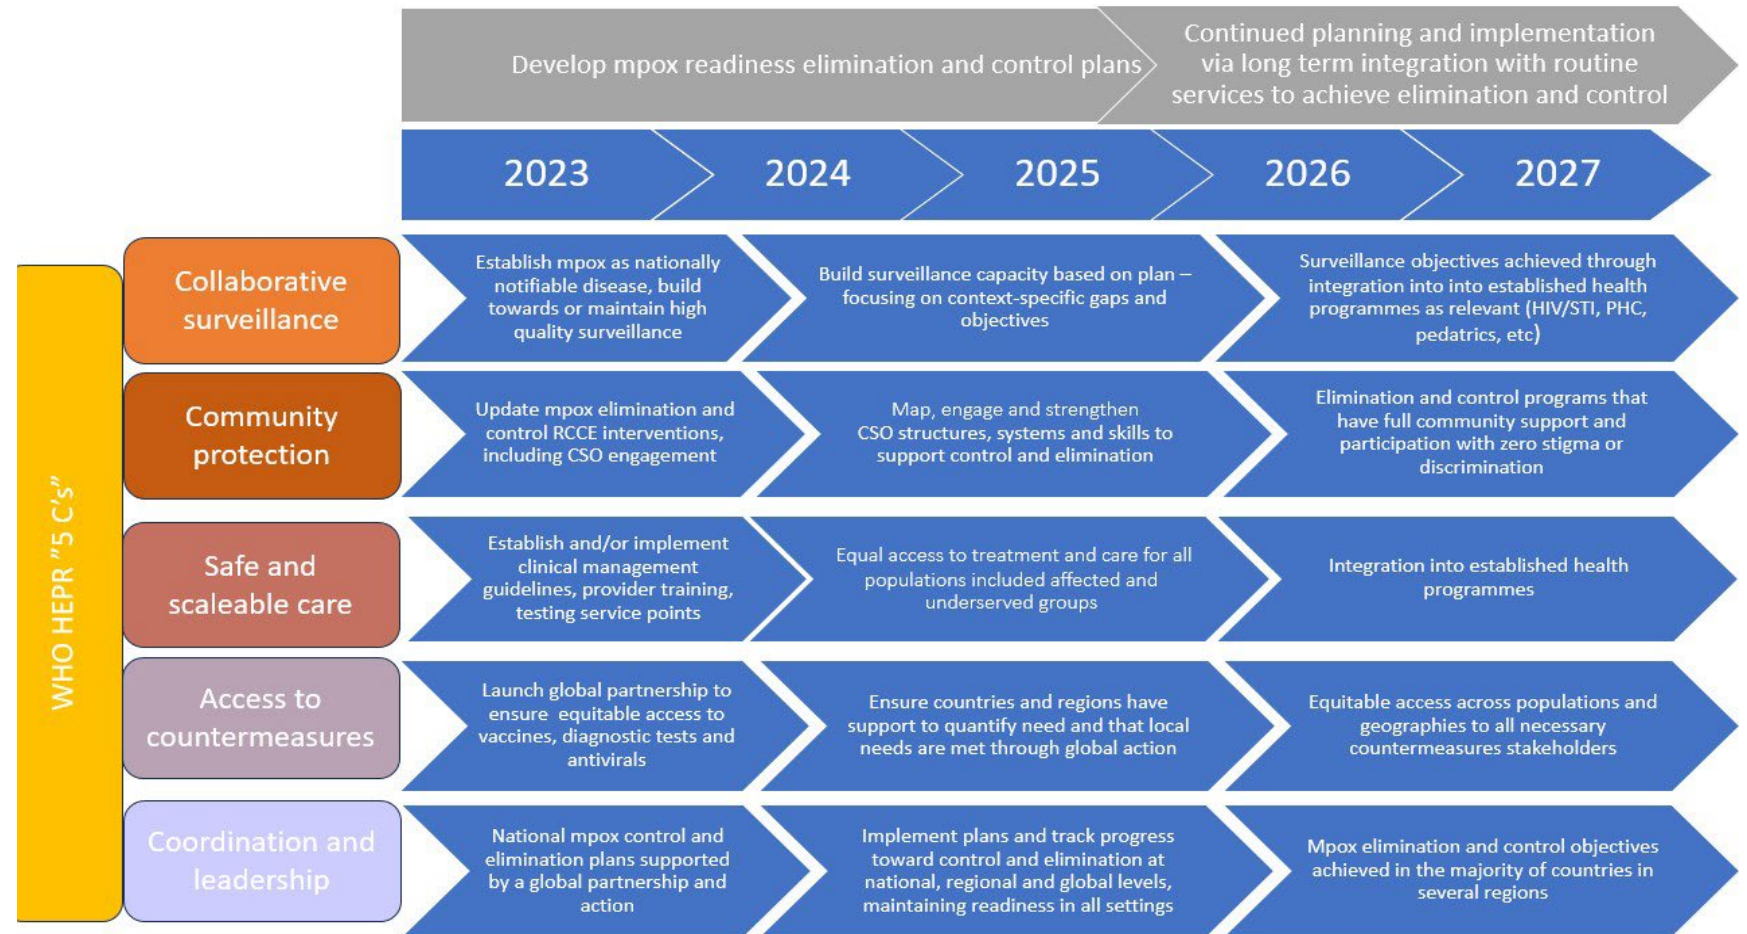 Develop mpox readiness elimination and control plans
Continued planning and implementation
via long term integration with routine
services to achieve elimination and control
2023
2024
2025
2026
2027
WHO HEPR "5 C's"
Collaborative
surveillance
Establish mpox as nationally
notifiable disease, build
towards or maintain high
quality surveillance
Build surveillance capacity based on plan –
focusing on context-specific gaps and
objectives
Surveillance objectives achieved through
integration into into established health
programmes as relevant (HIV/STI, PHC,
pedatrics, etc)
Community
protection
Update mpox elimination and
control RCCE interventions,
including CSO engagement
Map, engage and strengthen
CSO structures, systems and skills to
support control and elimination
Elimination and control programs that
have full community support and
participation with zero stigma or
discrimination
Safe and
scaleable care
Establish and/or implement
clinical management
guidelines, provider training,
testing service points
Equal access to treatment and care for all
populations included affected and
underserved groups
Integration into established health
programmes
Access to
countermeasures
Launch global partnership to
ensure equitable access to
vaccines, diagnostic tests and
antivirals
Ensure countries and regions have
support to quantify need and that local
needs are met through global action
Equitable access across populations and
geographies to all necessary
countermeasures stakeholders
Coordination and
leadership
National mpox control and
elimination plans supported
by a global partnership and
action
Implement plans and track progress
toward control and elimination at
national, regional and global levels,
maintaining readiness in all settings
Mpox elimination and control objectives
achieved in the majority of countries in
several regions